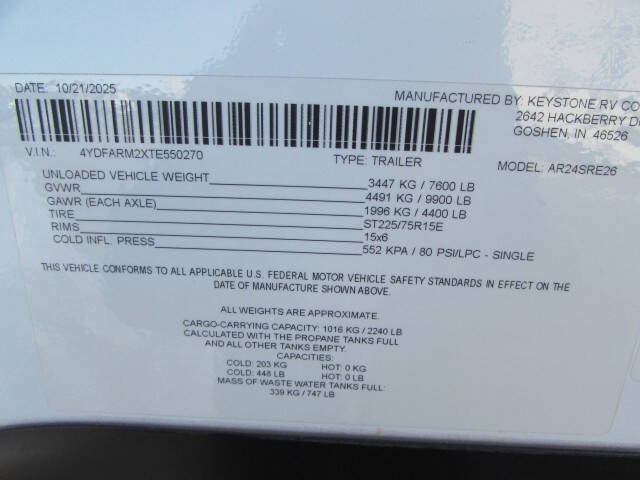 DATE: 10/21/2025
MANUFACTURED BY: KEYSTONE RV CO
2642 HACKBERRY
GOSHEN, IN 46526
V.I.N. 4YDFARM2XTE550270 TYPE: TRAILER MODEL: AR24SRE26
UNLOADED VEHICLE WEIGHT 3447 KG / 7600 LB
GVWR 4491 KG / 9900 LB
GAWR (EACH AXLE) 1996 KG / 4400 LB
TIRE ST225/75R15E
RIMS 15x6
COLD INFL. PRESS 552 KPA / 80 PSI/LPC - SINGLE
THIS VEHICLE CONFORMS TO ALL APPLICABLE U.S. FEDERAL MOTOR VEHICLE SAFETY STANDARDS IN EFFECT ON THE
DATE OF MANUFACTURE SHOWN ABOVE.
ALL WEIGHTS ARE APPROXIMATE.
CARGO-CARRYING CAPACITY: 1016 KG / 2240 LB
CALCULATED WITH THE PROPANE TANKS FULL
AND ALL OTHER TANKS EMPTY.
CAPACITIES:
COLD: 203 KG HOT: 0 KG
COLD: 448 LB HOT: 0 LB
MASS OF WASTE WATER TANKS FULL:
339 KG / 747 LB